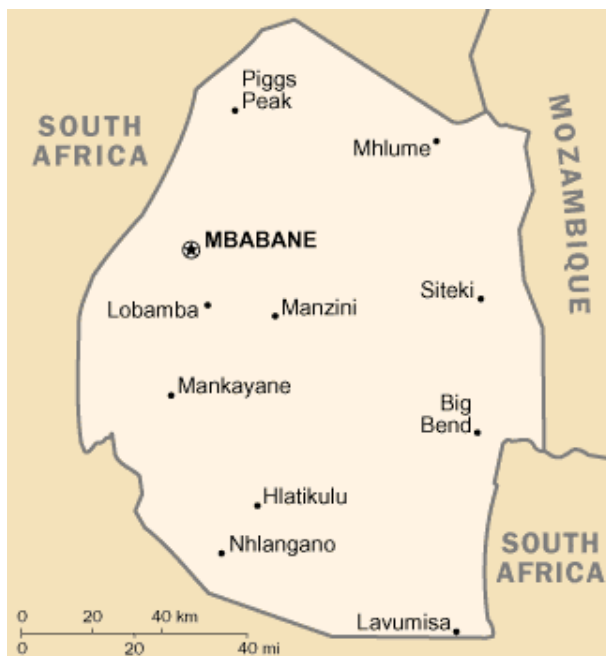 Piggs
Peak
SOUTH
AFRICA
MOZAMBIQUE
Mhlume
MBABANE
Siteki
Lobamba
Manzini
Mankayane
Big
Bend
Hlatikulu
Nhlangano
SOUTH
AFRICA
Lavumisa
0 20 40 km
0 20 40 mi